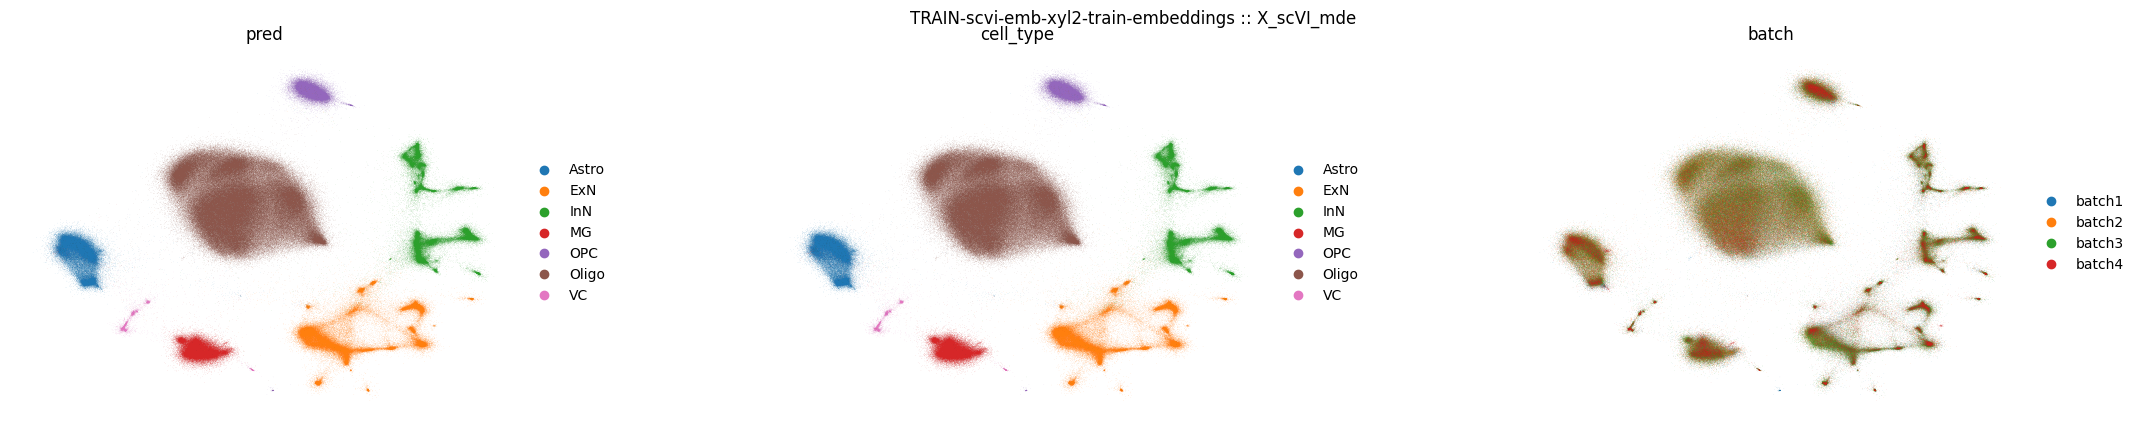 TRAIN-scvi-emb-xyl2-train-embeddings :: X_scVI_mde
pred
Astro
ExN
InN
MG
OPC
Oligo
VC
cell_type
Astro
ExN
InN
MG
OPC
Oligo
VC
batch
batch1
batch2
batch3
batch4